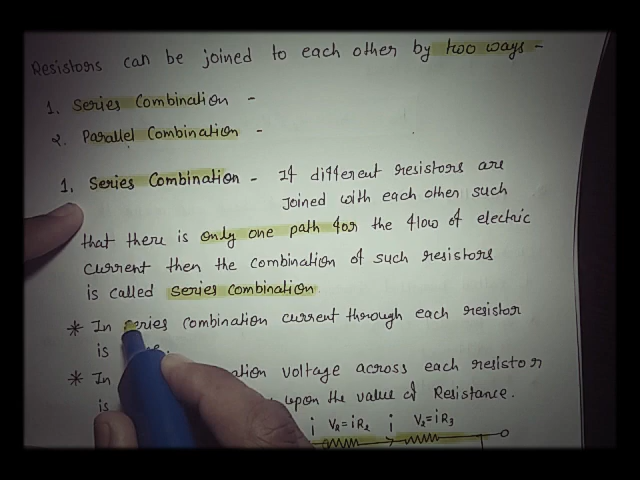 Resistors can be joined to each other by two ways -
1. Series Combination -
2. Parallel Combination -
1. Series Combination - If different resistors are
Joined with each other such
that there is only one path for the flow of electric
current then the combination of such resistors
is called series combination.
* In series combination current through each resistor
is
* In voltage across each resistor
is upon the value of Resistance.
i V₂=iR₂ i V₂=iR₃